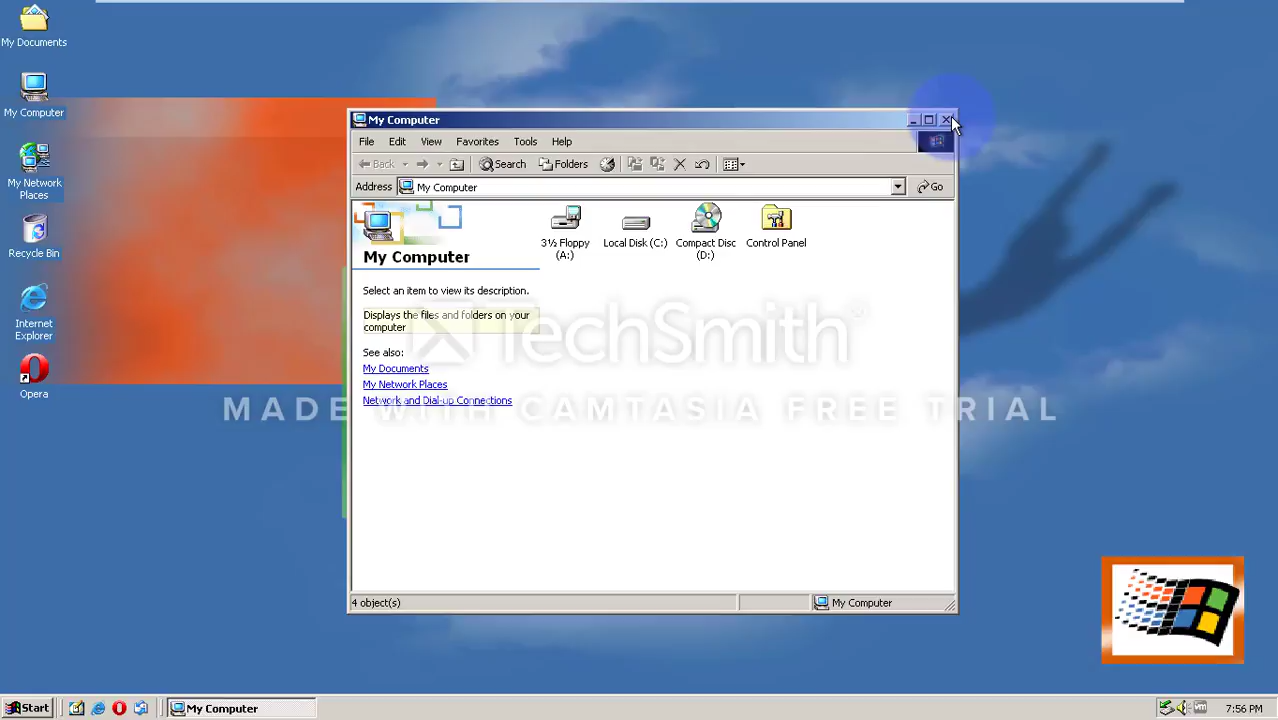 My Documents
My Computer
My Network
Places
Recycle Bin
Internet
Explorer
Opera
My Computer
File Edit View Favorites Tools Help
Back Search Folders
Address My Computer Go
My Computer
Select an item to view its description.
Displays the files and folders on your
computer
See also:
My Documents
My Network Places
Network and Dial-up Connections
3½ Floppy
(A:)
Local Disk (C:)
Compact Disc
(D:)
Control Panel
TechSmith
MADE WITH CAMTASIA FREE TRIAL
4 object(s) My Computer
Start My Computer 7:56 PM